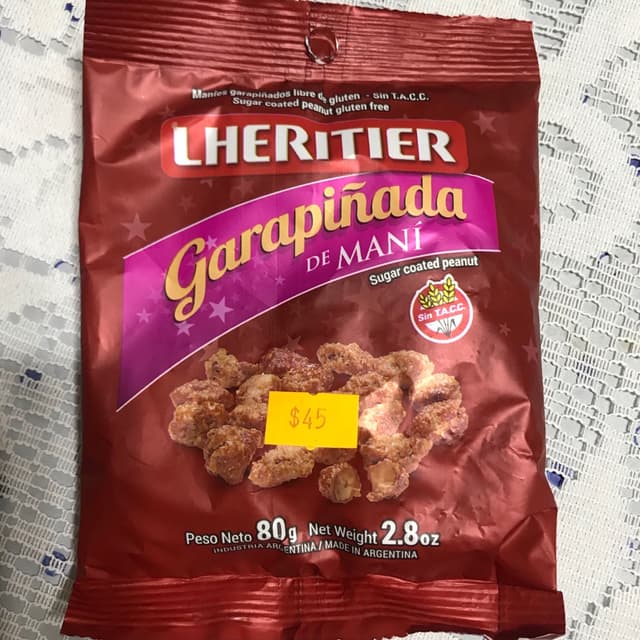 Maníes garapiñados libre de gluten - Sin T.A.C.C.
Sugar coated peanut gluten free
LHERITIER
Garapiñada
DE MANÍ
Sugar coated peanut
Sin T.A.C.C.
$45
Peso Neto 80g Net Weight 2.8oz
INDUSTRIA ARGENTINA / MADE IN ARGENTINA